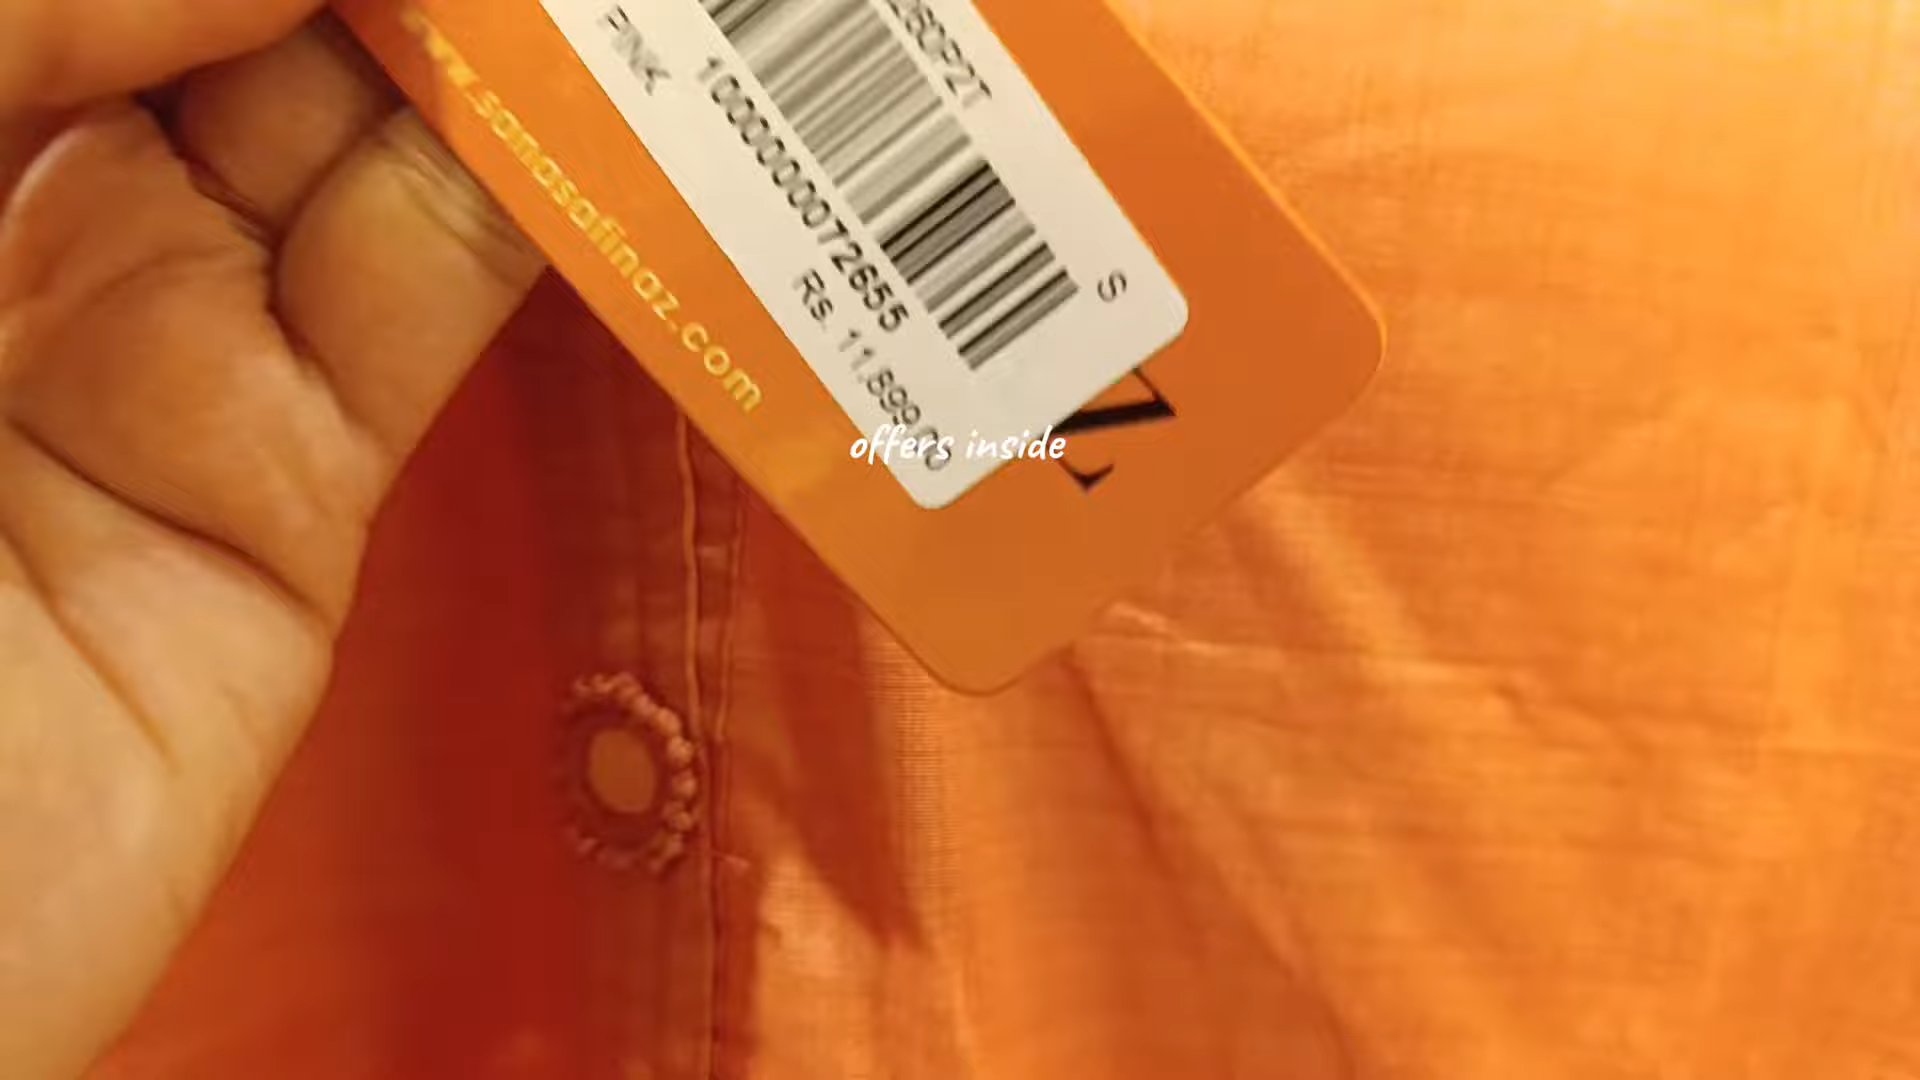 PINK
1000000072655
Rs. 11,899.00
S
www.sanasafinaz.com
offers inside